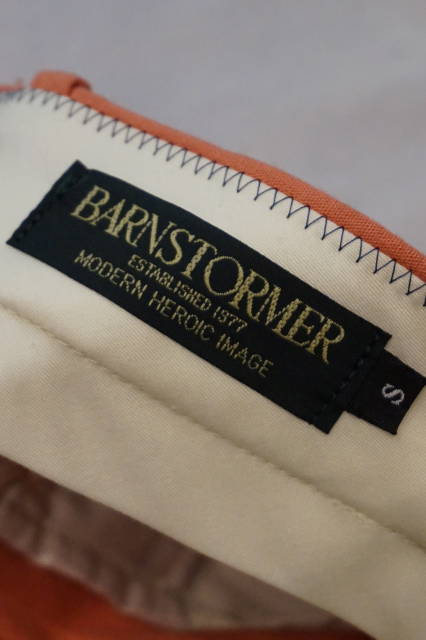 BARNSTORMER
ESTABLISHED 1977
MODERN HEROIC IMAGE
S